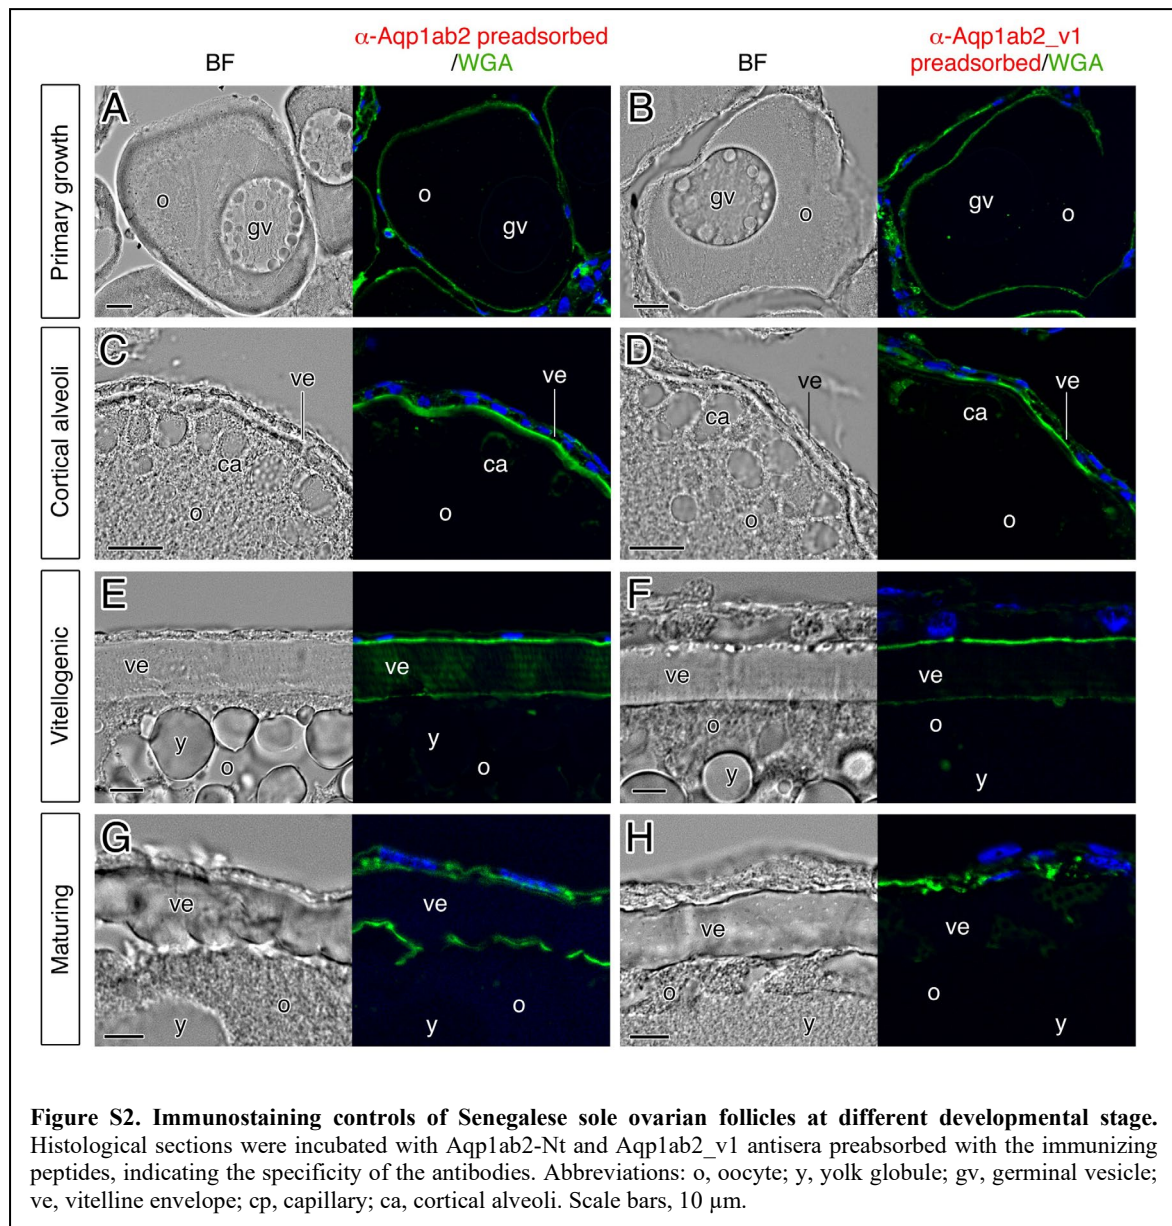 BF
α-Aqp1ab2 preadsorbed
/WGA
BF
α-Aqp1ab2_v1
preadsorbed/WGA
Primary growth
A
o
gv
o
gv
B
gv
o
gv
o
Cortical alveoli
C
ve
ca
o
ve
ca
o
D
ve
ca
o
ve
ca
o
Vitellogenic
E
ve
y
o
ve
y
o
F
ve
o
y
ve
o
y
Maturing
G
ve
o
y
ve
o
y
H
ve
o
y
ve
o
y
Figure S2. Immunostaining controls of Senegalese sole ovarian follicles at different developmental stage.
Histological sections were incubated with Aqp1ab2-Nt and Aqp1ab2_v1 antisera preabsorbed with the immunizing
peptides, indicating the specificity of the antibodies. Abbreviations: o, oocyte; y, yolk globule; gv, germinal vesicle;
ve, vitelline envelope; cp, capillary; ca, cortical alveoli. Scale bars, 10 µm.